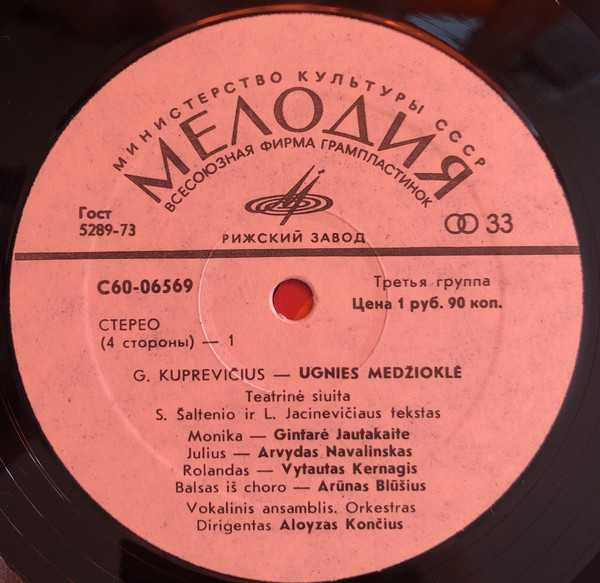 МИНИСТЕРСТВО КУЛЬТУРЫ СССР
МЕЛОДИЯ
ВСЕСОЮЗНАЯ ФИРМА ГРАМПЛАСТИНОК
Гост
5289-73
33
РИЖСКИЙ ЗАВОД
С60-06569
Третья группа
Цена 1 руб. 90 коп.
СТЕРЕО
(4 стороны) — 1
G. KUPREVIČIUS — UGNIES MEDŽIOKLĖ
Teatrinė siuita
S. Šaltenio ir L. Jacinevičiaus tekstas
Monika — Gintarė Jautakaite
Julius — Arvydas Navalinskas
Rolandas — Vytautas Kernagis
Balsas iš choro — Arūnas Blūšius
Vokalinis ansamblis. Orkestras
Dirigentas Aloyzas Končius